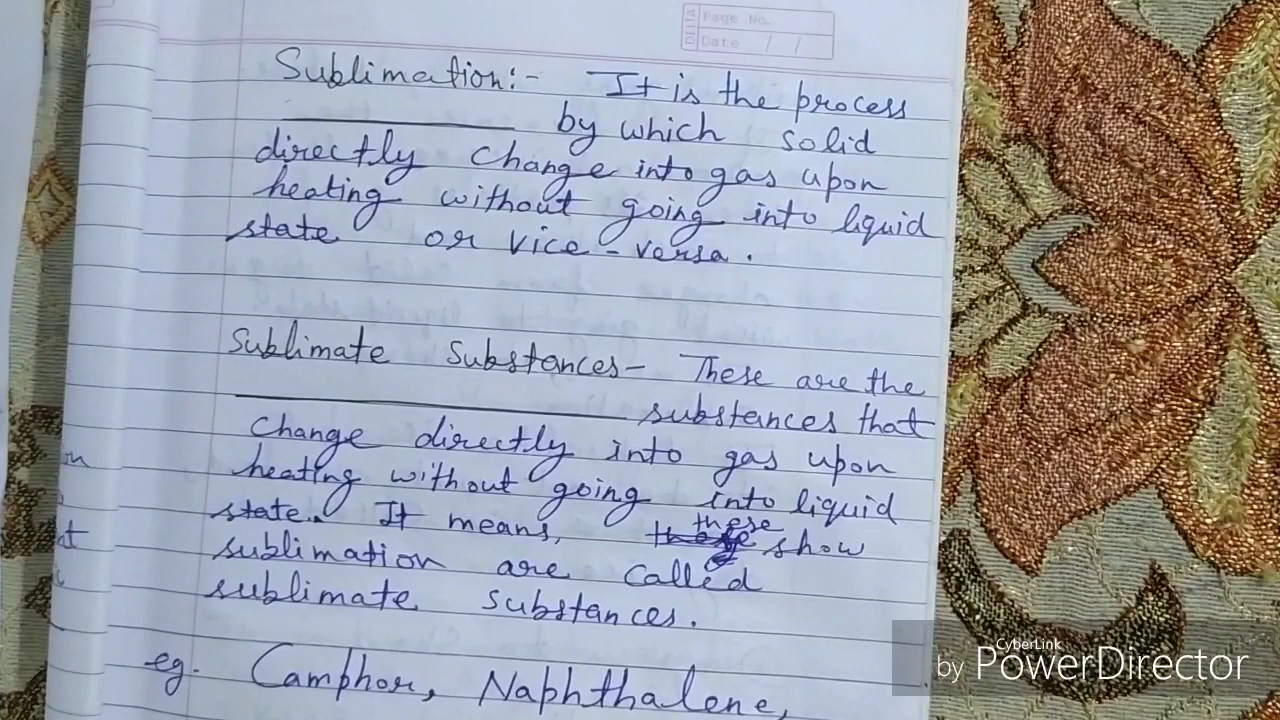 DELTA
Page No.
Date / /
Sublimation:- It is the process
by which solid
directly change into gas upon
heating without going into liquid
state or vice-versa.
Sublimate Substances- These are the
substances that
change directly into gas upon
heating without going into liquid
state. It means, these show
sublimation are called
sublimate substances.
eg. Camphor, Naphthalene,
CyberLink
by PowerDirector